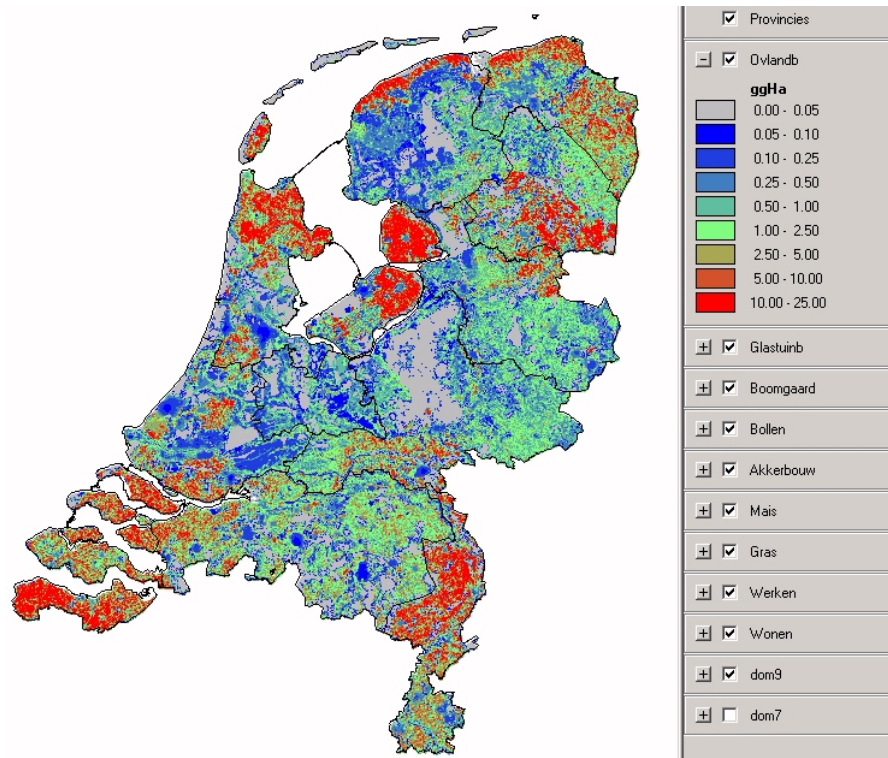 Provincies
Ovlandb
ggHa
0.00 - 0.05
0.05 - 0.10
0.10 - 0.25
0.25 - 0.50
0.50 - 1.00
1.00 - 2.50
2.50 - 5.00
5.00 - 10.00
10.00 - 25.00
Glastuinb
Boomgaard
Bollen
Akkerbouw
Mais
Gras
Werken
Wonen
dom9
dom7